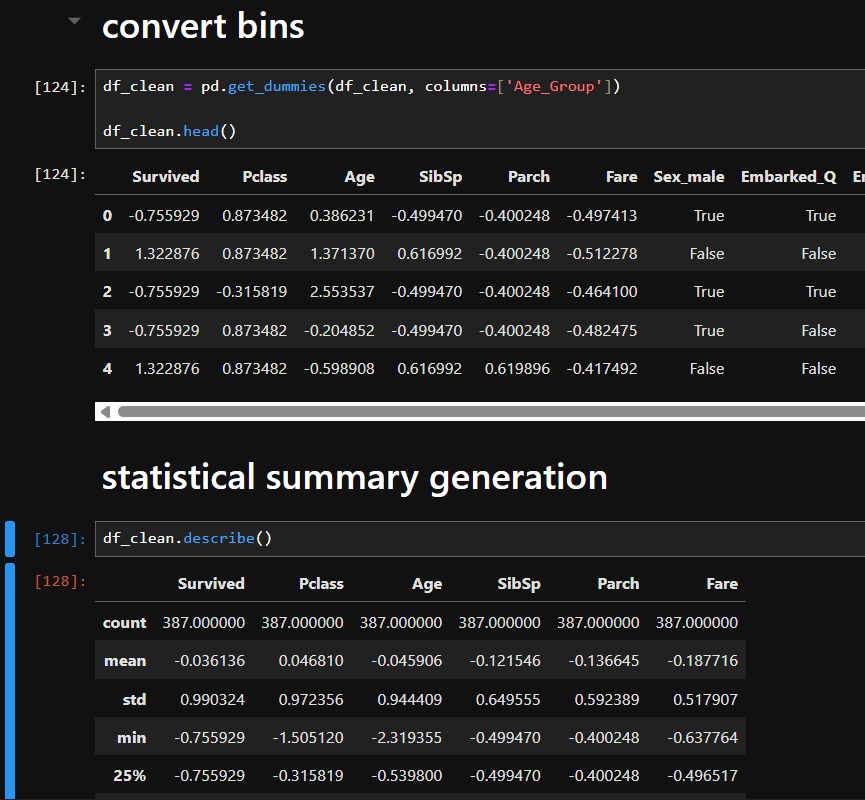 convert bins
[124]: df_clean = pd.get_dummies(df_clean, columns=['Age_Group'])
df_clean.head()
[124]: Survived Pclass Age SibSp Parch Fare Sex_male Embarked_Q
0 -0.755929 0.873482 0.386231 -0.499470 -0.400248 -0.497413 True True
1 1.322876 0.873482 1.371370 0.616992 -0.400248 -0.512278 False False
2 -0.755929 -0.315819 2.553537 -0.499470 -0.400248 -0.464100 True True
3 -0.755929 0.873482 -0.204852 -0.499470 -0.400248 -0.482475 True False
4 1.322876 0.873482 -0.598908 0.616992 0.619896 -0.417492 False False
statistical summary generation
[128]: df_clean.describe()
[128]: Survived Pclass Age SibSp Parch Fare
count 387.000000 387.000000 387.000000 387.000000 387.000000 387.000000
mean -0.036136 0.046810 -0.045906 -0.121546 -0.136645 -0.187716
std 0.990324 0.972356 0.944409 0.649555 0.592389 0.517907
min -0.755929 -1.505120 -2.319355 -0.499470 -0.400248 -0.637764
25% -0.755929 -0.315819 -0.539800 -0.499470 -0.400248 -0.496517